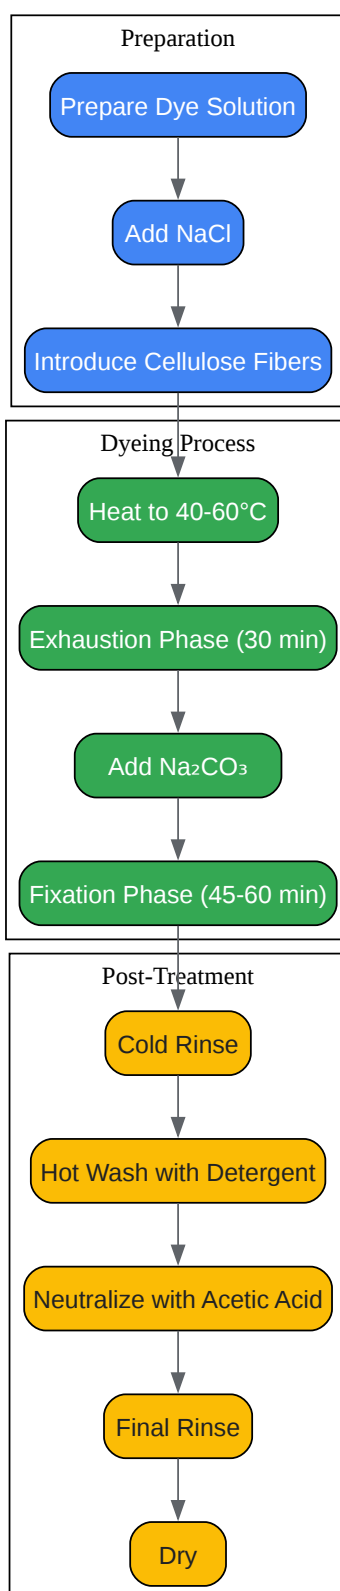 Preparation
Prepare Dye Solution
Add NaCl
Introduce Cellulose Fibers
Dyeing Process
Heat to 40-60°C
Exhaustion Phase (30 min)
Add Na₂CO₃
Fixation Phase (45-60 min)
Post-Treatment
Cold Rinse
Hot Wash with Detergent
Neutralize with Acetic Acid
Final Rinse
Dry